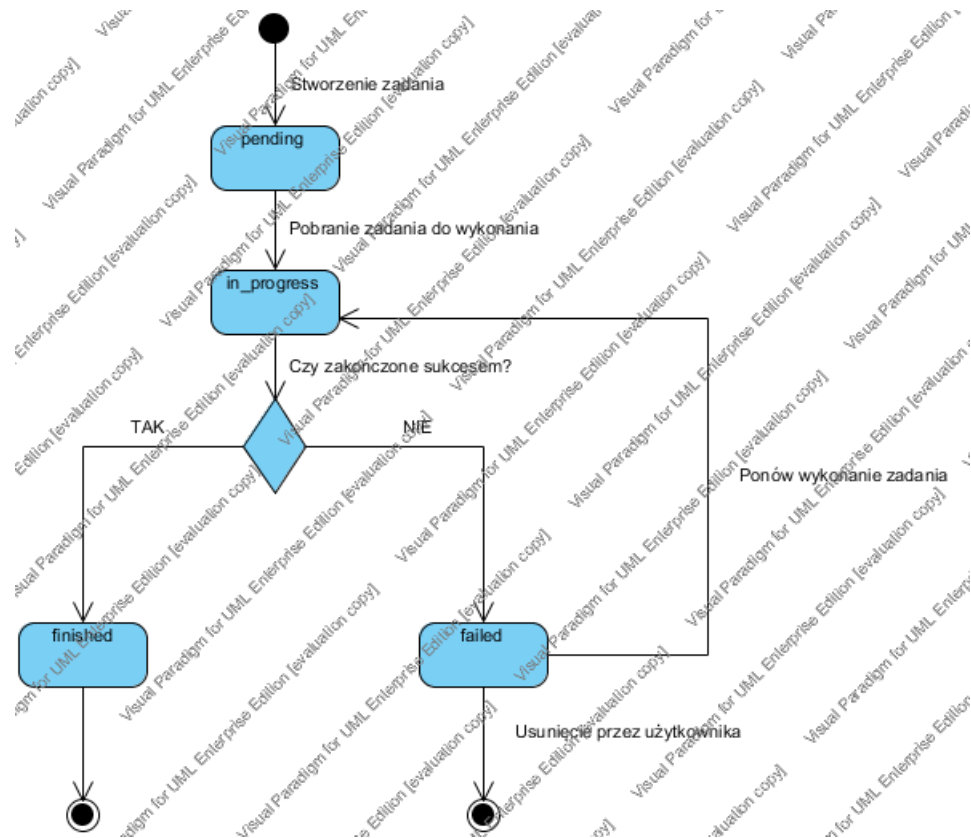 Stworzenie zadania
pending
Pobranie zadania do wykonania
in_progress
Czy zakończone sukcesem?
TAK
NIE
Ponów wykonanie zadania
finished
failed
Usunięcie przez użytkownika
Visual Paradigm for UML Enterprise Edition [evaluation copy]